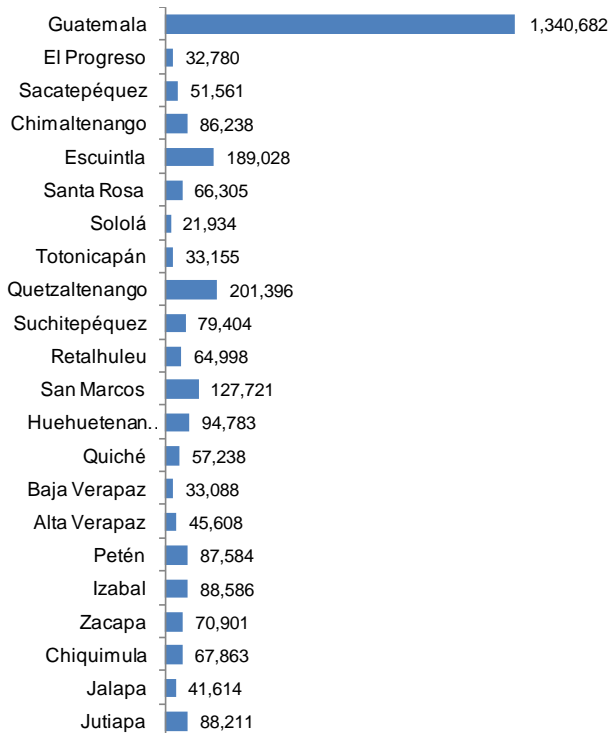 Guatemala 1,340,682
El Progreso 32,780
Sacatepéquez 51,561
Chimaltenango 86,238
Escuintla 189,028
Santa Rosa 66,305
Sololá 21,934
Totonicapán 33,155
Quetzaltenango 201,396
Suchitepéquez 79,404
Retalhuleu 64,998
San Marcos 127,721
Huehuetenan.. 94,783
Quiché 57,238
Baja Verapaz 33,088
Alta Verapaz 45,608
Petén 87,584
Izabal 88,586
Zacapa 70,901
Chiquimula 67,863
Jalapa 41,614
Jutiapa 88,211